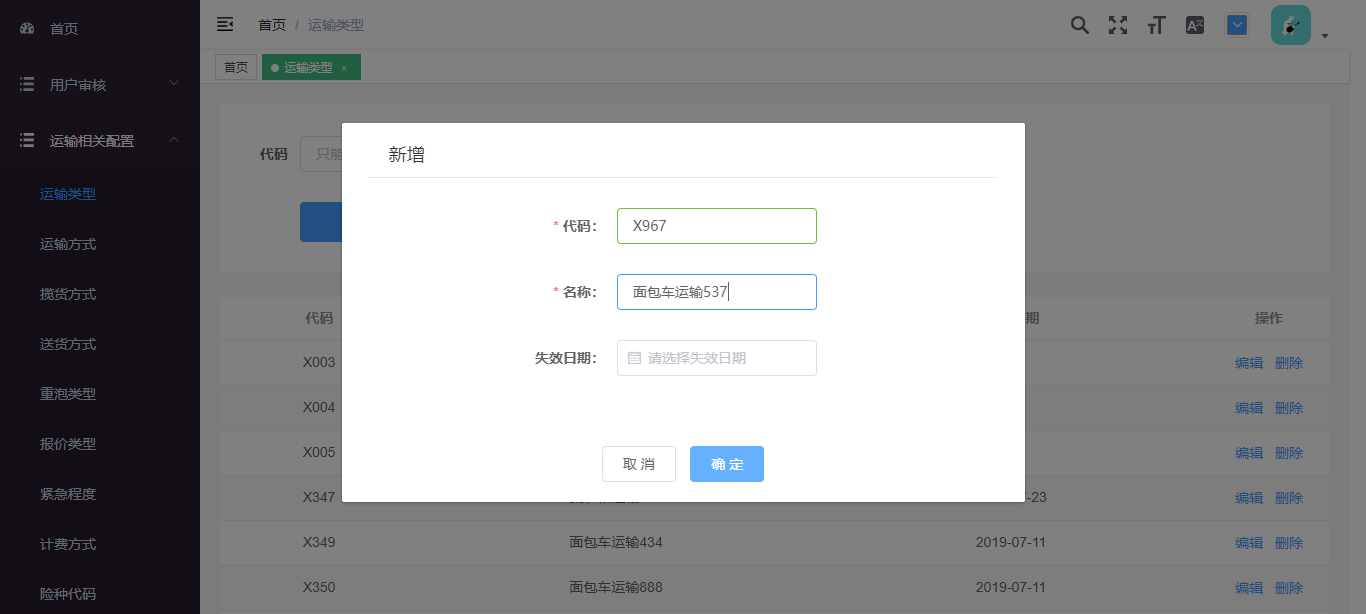 首页
用户审核
运输相关配置
运输类型
运输方式
揽货方式
送货方式
重泡类型
报价类型
紧急程度
计费方式
险种代码
首页 / 运输类型
首页
运输类型 ×
代码 只能
新增
* 代码: X967
* 名称: 面包车运输537
失效日期: 请选择失效日期
取 消 确 定
代码 期 操作
X003 编辑 删除
X004 编辑 删除
X005 编辑 删除
X347 -23 编辑 删除
X349 面包车运输434 2019-07-11 编辑 删除
X350 面包车运输888 2019-07-11 编辑 删除